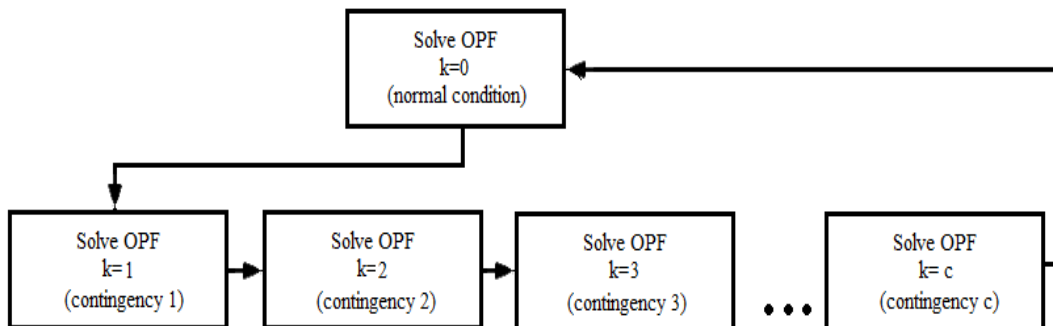 Solve OPF
k=0
(normal condition)
Solve OPF
k=1
(contingency 1)
Solve OPF
k=2
(contingency 2)
Solve OPF
k=3
(contingency 3)
Solve OPF
k= c
(contingency c)